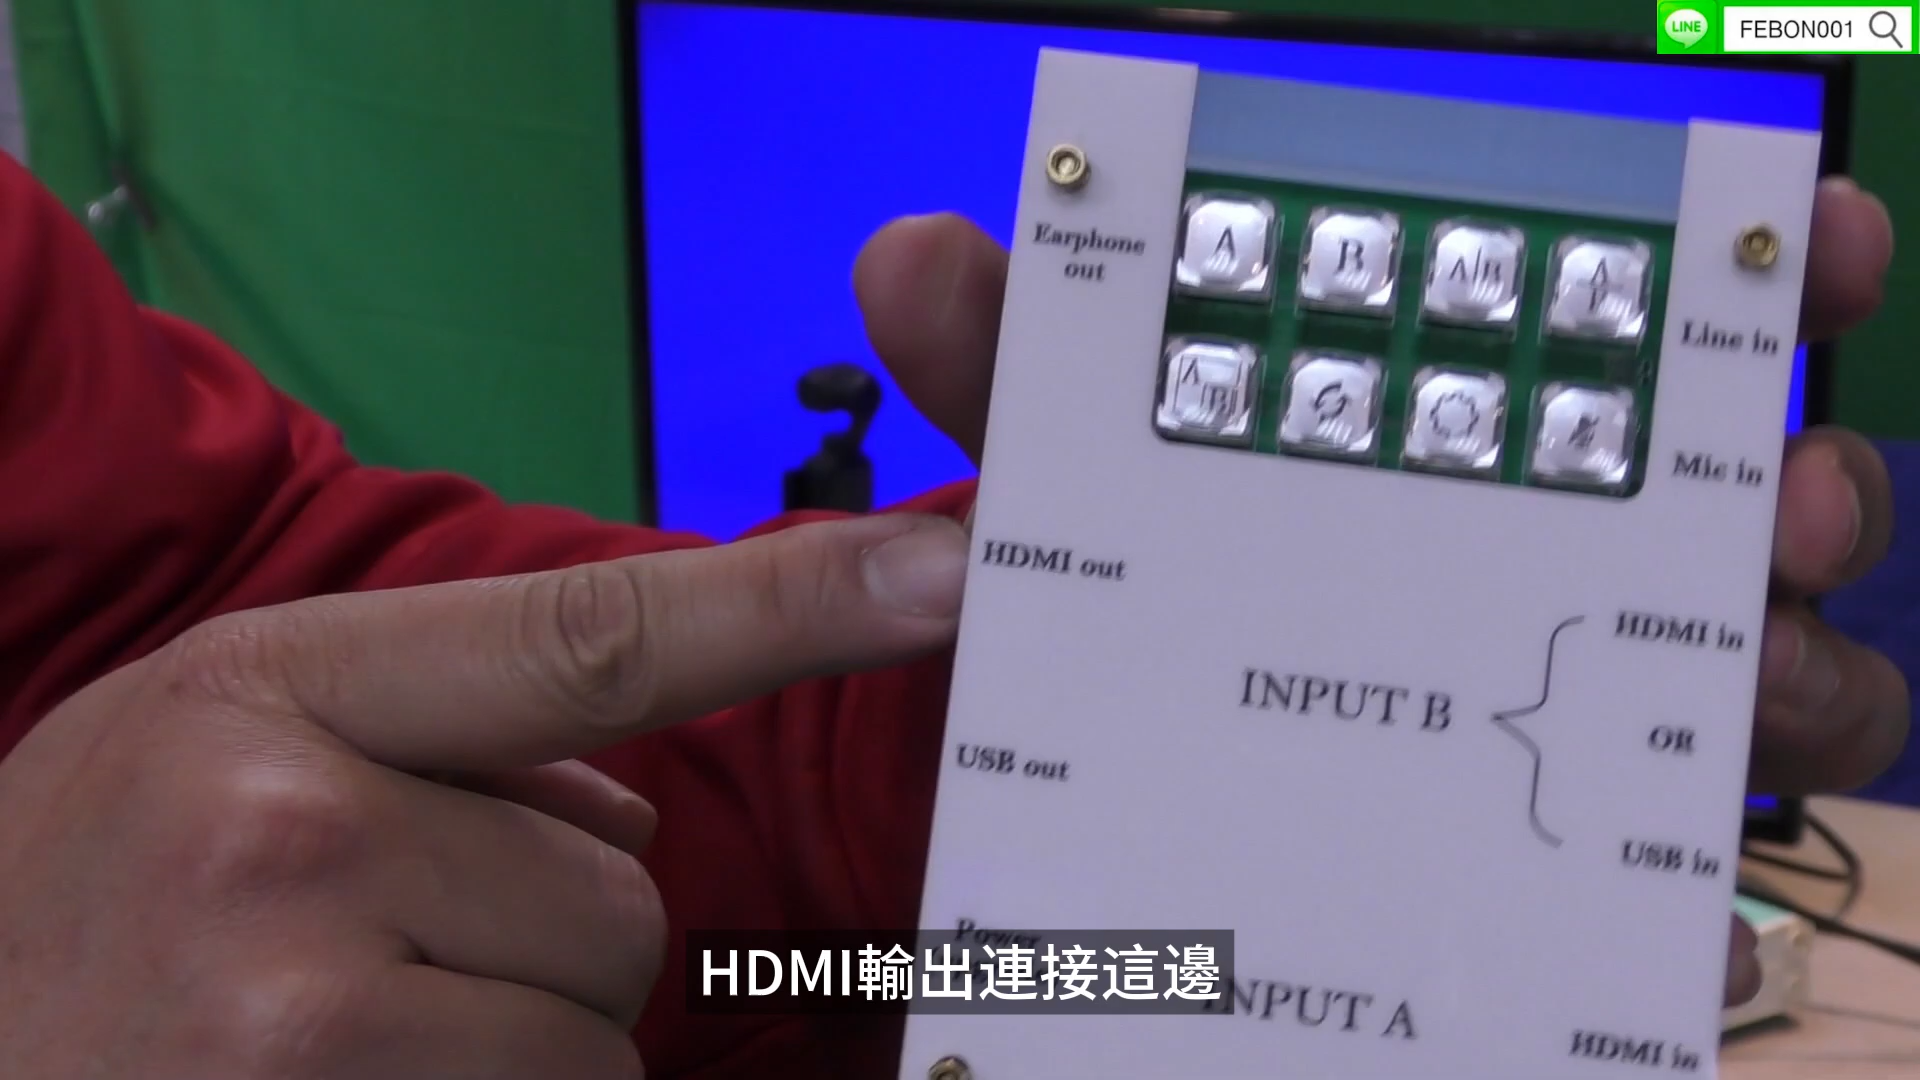 LINE
FEBON001
Earphone
out
A
B
A|B
A
B
Line in
A
B
Mic in
HDMI out
HDMI in
INPUT B
OR
USB out
USB in
Power
HDMI輸出連接這邊
INPUT A
HDMI in